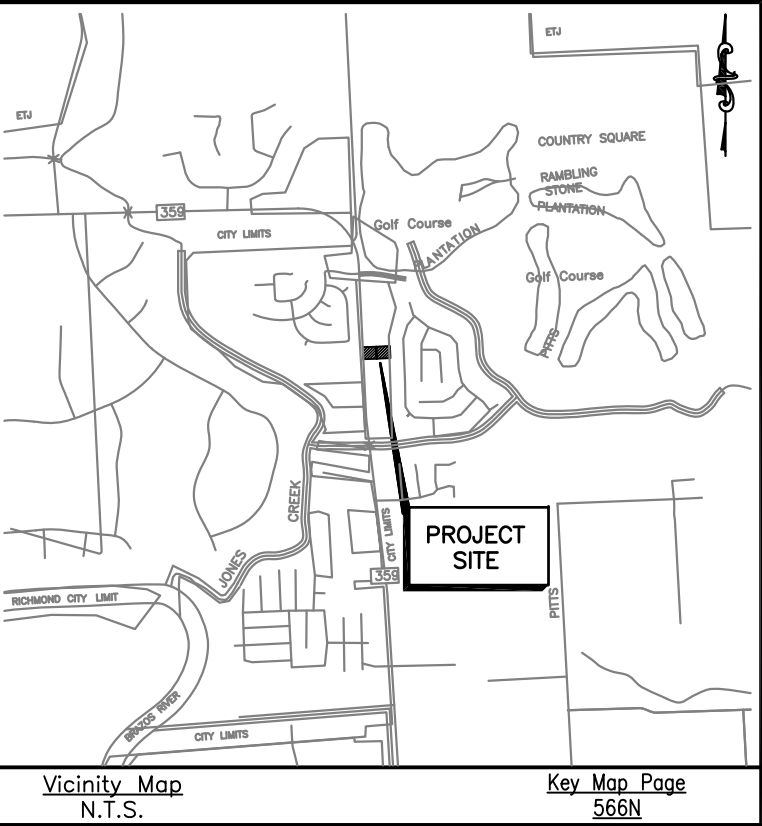 ETJ
ETJ
COUNTRY SQUARE
RAMBLING
STONE
PLANTATION
359
CITY LIMITS
Golf Course
PLANTATION
Golf Course
PITTS
CREEK
JONES
CITY LIMITS
359
PROJECT
SITE
PITTS
RICHMOND CITY LIMIT
BRAZOS RIVER
CITY LIMITS
Vicinity Map
N.T.S.
Key Map Page
566N